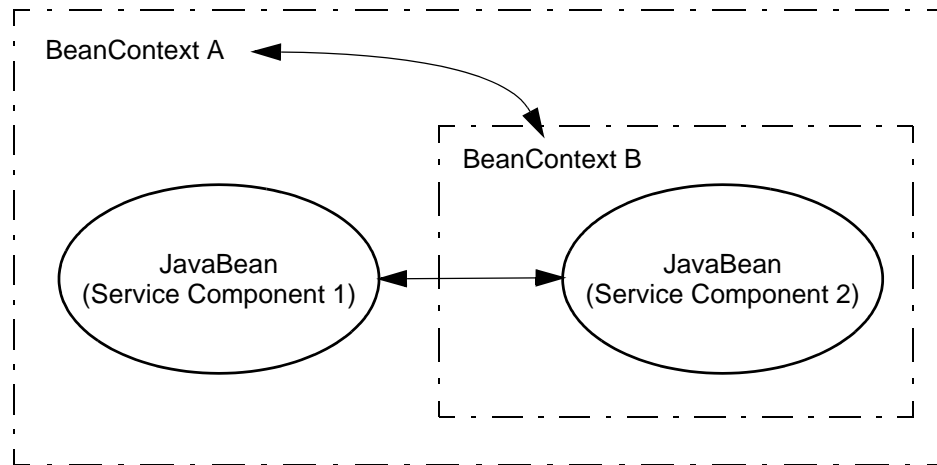 BeanContext A
BeanContext B
JavaBean
(Service Component 1)
JavaBean
(Service Component 2)